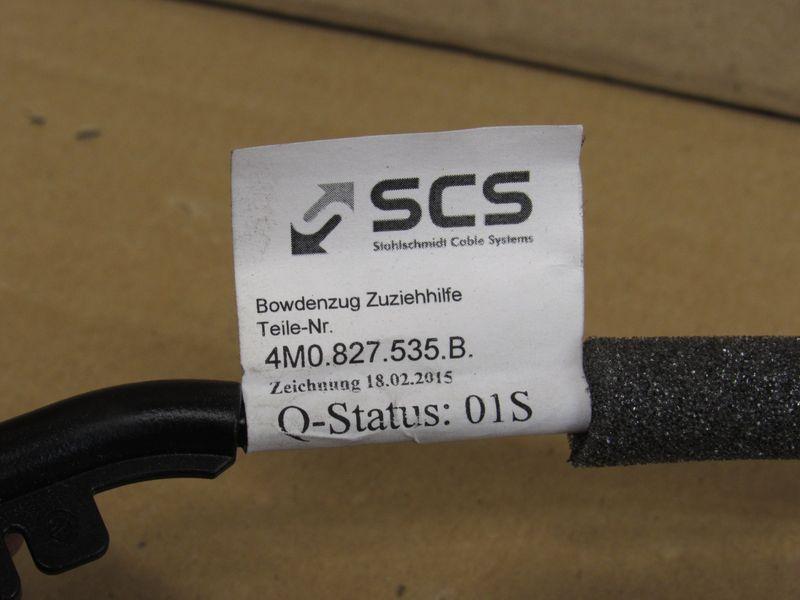 SCS
Stahlschmidt Cable Systems
Bowdenzug Zuziehhilfe
Teile-Nr.
4M0.827.535.B.
Zeichnung 18.02.2015
Q-Status: 01S